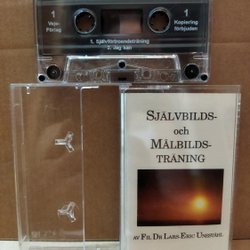 1
Veje-
Förlag
1
Kopiering
förbjuden
1. Självförtroendeträning
2. Jag kan
SJÄLVBILDS-
och
MÅLBILDS-
TRÄNING
AV FIL DR LARS-ERIC UNESTÅHL